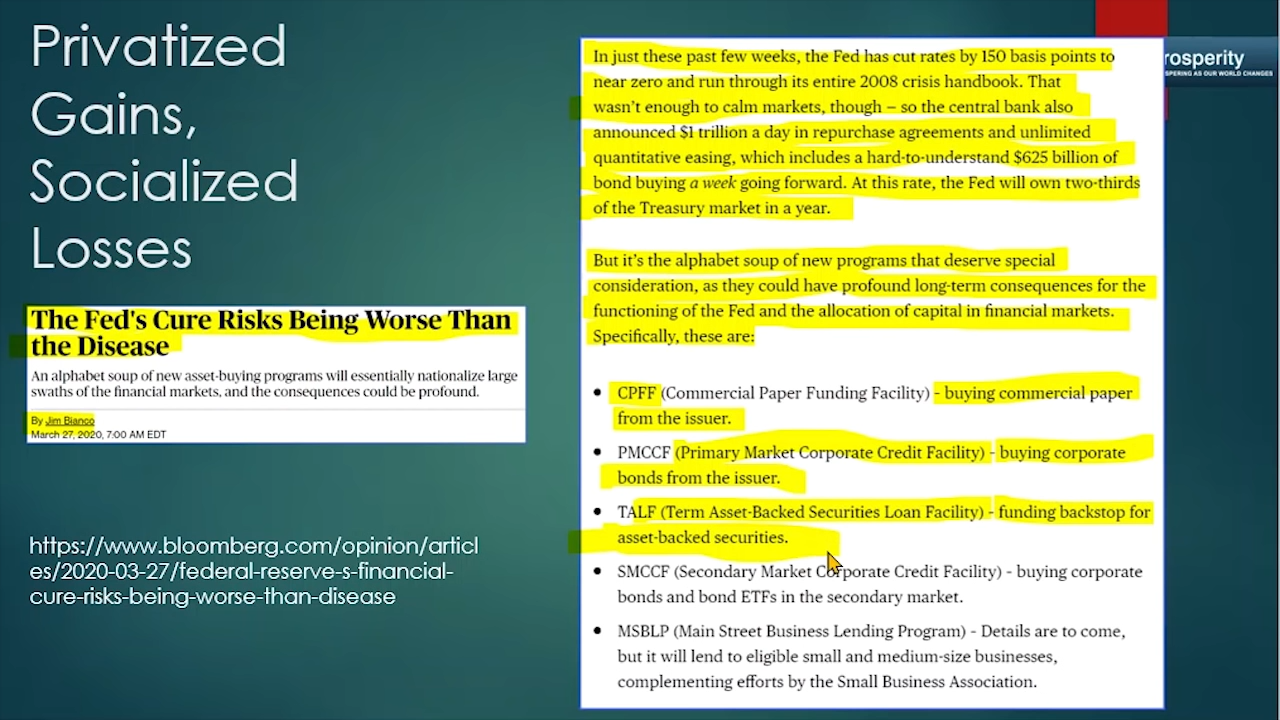 Privatized
Gains,
Socialized
Losses
The Fed's Cure Risks Being Worse Than
the Disease
An alphabet soup of new asset-buying programs will essentially nationalize large
swaths of the financial markets, and the consequences could be profound.
By Jim Bianco
March 27, 2020, 7:00 AM EDT
https://www.bloomberg.com/opinion/articl
es/2020-03-27/federal-reserve-s-financial-
cure-risks-being-worse-than-disease
rosperity
SPERING AS OUR WORLD CHANGES
In just these past few weeks, the Fed has cut rates by 150 basis points to
near zero and run through its entire 2008 crisis handbook. That
wasn't enough to calm markets, though – so the central bank also
announced $1 trillion a day in repurchase agreements and unlimited
quantitative easing, which includes a hard-to-understand $625 billion of
bond buying a week going forward. At this rate, the Fed will own two-thirds
of the Treasury market in a year.
But it's the alphabet soup of new programs that deserve special
consideration, as they could have profound long-term consequences for the
functioning of the Fed and the allocation of capital in financial markets.
Specifically, these are:
• CPFF (Commercial Paper Funding Facility) – buying commercial paper
from the issuer.
• PMCCF (Primary Market Corporate Credit Facility) – buying corporate
bonds from the issuer.
• TALF (Term Asset-Backed Securities Loan Facility) – funding backstop for
asset-backed securities.
• SMCCF (Secondary Market Corporate Credit Facility) – buying corporate
bonds and bond ETFs in the secondary market.
• MSBLP (Main Street Business Lending Program) – Details are to come,
but it will lend to eligible small and medium-size businesses,
complementing efforts by the Small Business Association.